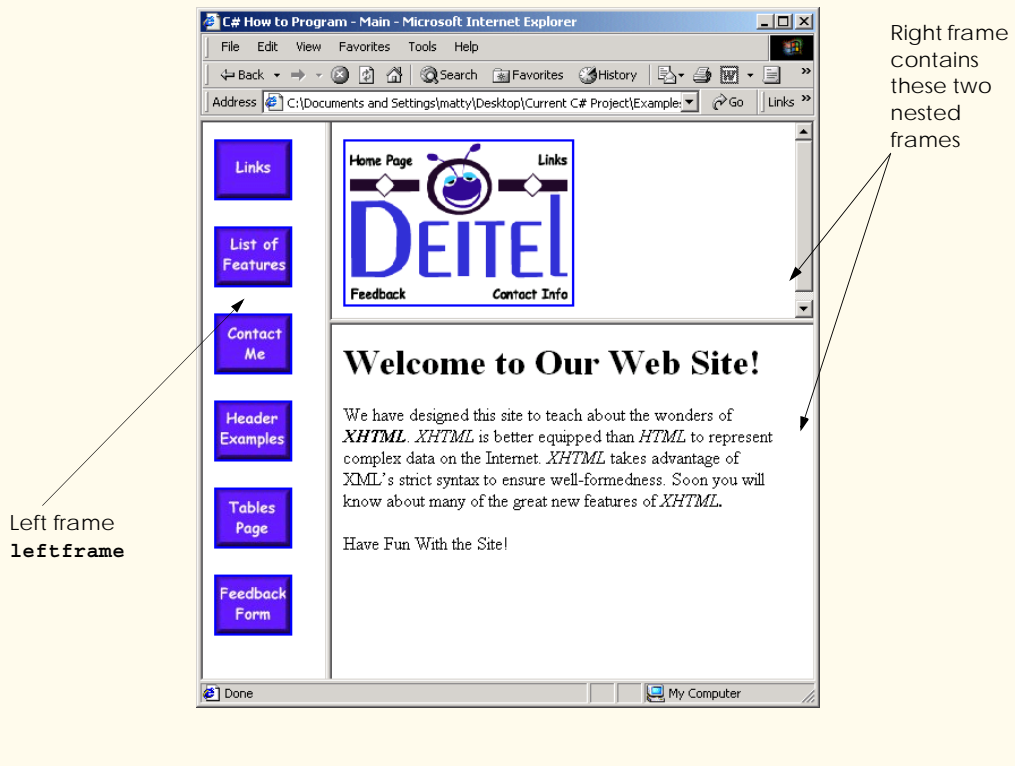 C# How to Program - Main - Microsoft Internet Explorer
File Edit View Favorites Tools Help
Back Search Favorites History
Address C:\Documents and Settings\matty\Desktop\Current C# Project\Example: Go Links
Links
List of
Features
Contact
Me
Header
Examples
Tables
Page
Feedback
Form
Home Page Links
DEITEL
Feedback Contact Info
Welcome to Our Web Site!
We have designed this site to teach about the wonders of
XHTML. XHTML is better equipped than HTML to represent
complex data on the Internet. XHTML takes advantage of
XML's strict syntax to ensure well-formedness. Soon you will
know about many of the great new features of XHTML.
Have Fun With the Site!
Done My Computer
Right frame
contains
these two
nested
frames
Left frame
leftframe